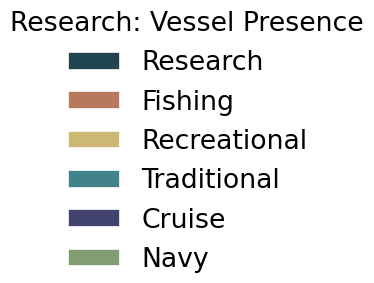 Research: Vessel Presence
Research
Fishing
Recreational
Traditional
Cruise
Navy